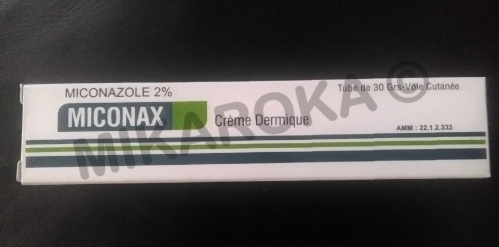 MICONAZOLE 2%
Tube de 30 Grs-Voie Cutanée
MICONAX
Crème Dermique
AMM : 22.1.2.333
MIKAROKA ©